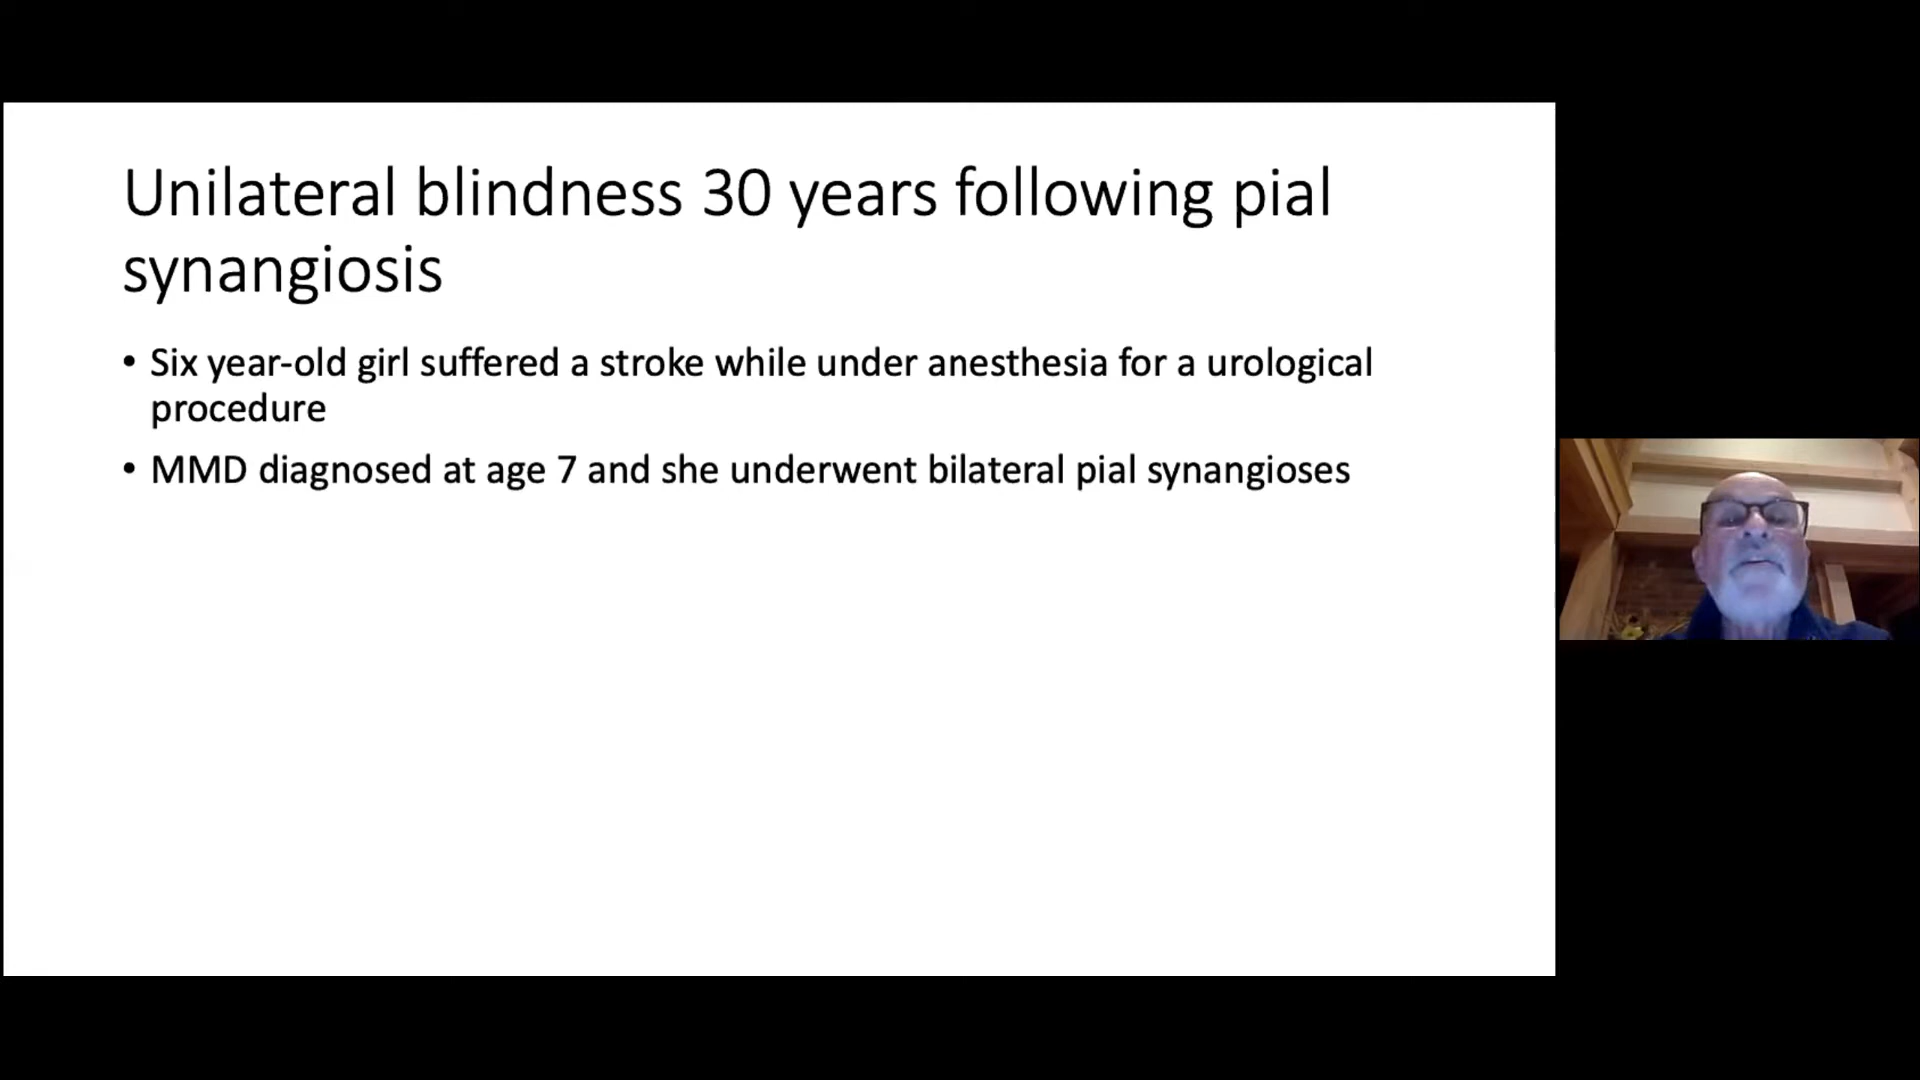 Unilateral blindness 30 years following pial
synangiosis
• Six year-old girl suffered a stroke while under anesthesia for a urological
procedure
• MMD diagnosed at age 7 and she underwent bilateral pial synangioses